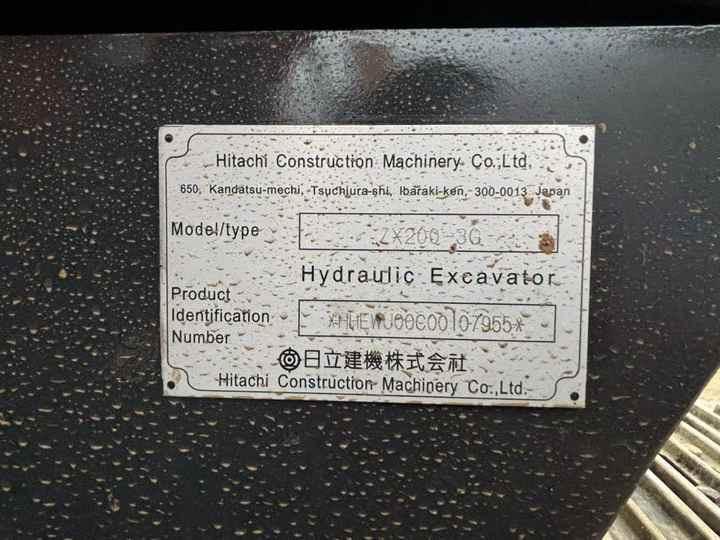 Hitachi Construction Machinery Co.,Ltd.
650, Kandatsu-machi, Tsuchiura-shi, Ibaraki-ken, 300-0013 Japan
Model/type ZX200-3G
Hydraulic Excavator
Product
Identification
Number
*HHEWU00C00107955*
日立建機株式会社
Hitachi Construction Machinery Co.,Ltd.